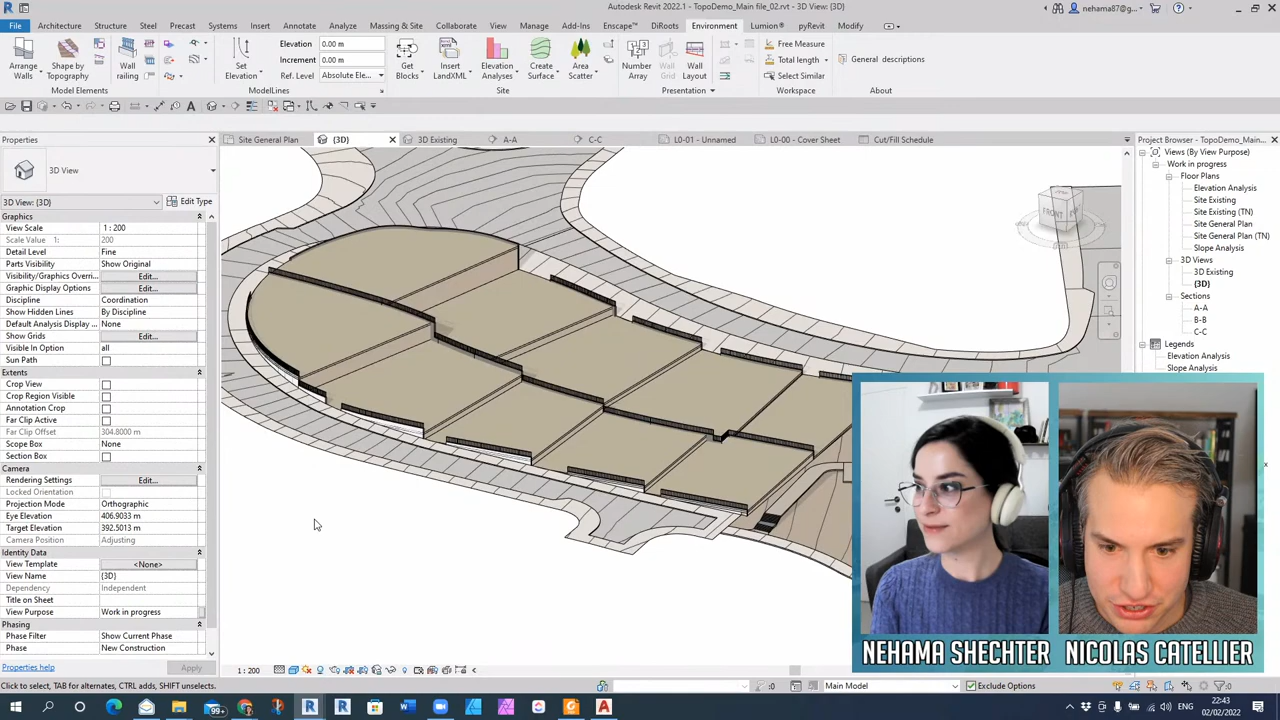 Autodesk Revit 2022.1 - TopoDemo_Main file_02.rvt - 3D View: {3D}
nehama87@g...
File Architecture Structure Steel Precast Systems Insert Annotate Analyze Massing & Site Collaborate View Manage Add-Ins Enscape™ DiRoots Environment Lumion® pyRevit Modify
Arrange Walls
Shape by Topography
Wall railing
Model Elements
Set Elevation
Elevation 0.00 m
Increment 0.00 m
Ref. Level Absolute Ele...
ModelLines
Get Blocks
Insert LandXML
Elevation Analyses
Create Surface
Area Scatter
Site
Number Array
Wall Grid
Wall Layout
Presentation
Free Measure
Total length
Select Similar
Workspace
General descriptions
About
Properties
Site General Plan {3D} 3D Existing A-A C-C L0-01 - Unnamed L0-00 - Cover Sheet Cut/Fill Schedule
3D View
3D View: {3D} Edit Type
Graphics
View Scale 1 : 200
Scale Value 1: 200
Detail Level Fine
Parts Visibility Show Original
Visibility/Graphics Overri... Edit...
Graphic Display Options Edit...
Discipline Coordination
Show Hidden Lines By Discipline
Default Analysis Display ... None
Show Grids Edit...
Visible In Option all
Sun Path
Extents
Crop View
Crop Region Visible
Annotation Crop
Far Clip Active
Far Clip Offset 304.8000 m
Scope Box None
Section Box
Camera
Rendering Settings Edit...
Locked Orientation
Projection Mode Orthographic
Eye Elevation 406.9033 m
Target Elevation 392.5013 m
Camera Position Adjusting
Identity Data
View Template <None>
View Name {3D}
Dependency Independent
Title on Sheet
View Purpose Work in progress
Phasing
Phase Filter Show Current Phase
Phase New Construction
Properties help Apply
FRONT
Project Browser - TopoDemo_Main...
Views (By View Purpose)
Work in progress
Floor Plans
Elevation Analysis
Site Existing
Site Existing (TN)
Site General Plan
Site General Plan (TN)
Slope Analysis
3D Views
3D Existing
{3D}
Sections
A-A
B-B
C-C
Legends
Elevation Analysis
Slope Analysis
NEHAMA SHECHTER
NICOLAS CATELLIER
1 : 200
Click to select, TAB for alternates, CTRL adds, SHIFT unselects.
:0
Main Model
Exclude Options
:0
99+
ENG
22:43
02/02/2022